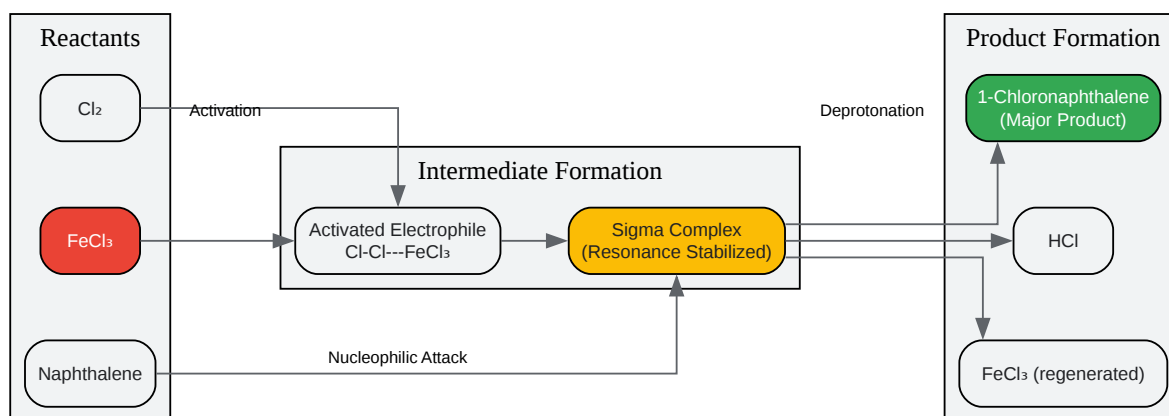 Reactants
Cl₂
FeCl₃
Naphthalene
Activation
Nucleophilic Attack
Intermediate Formation
Activated Electrophile
Cl-Cl---FeCl₃
Sigma Complex
(Resonance Stabilized)
Deprotonation
Product Formation
1-Chloronaphthalene
(Major Product)
HCl
FeCl₃ (regenerated)